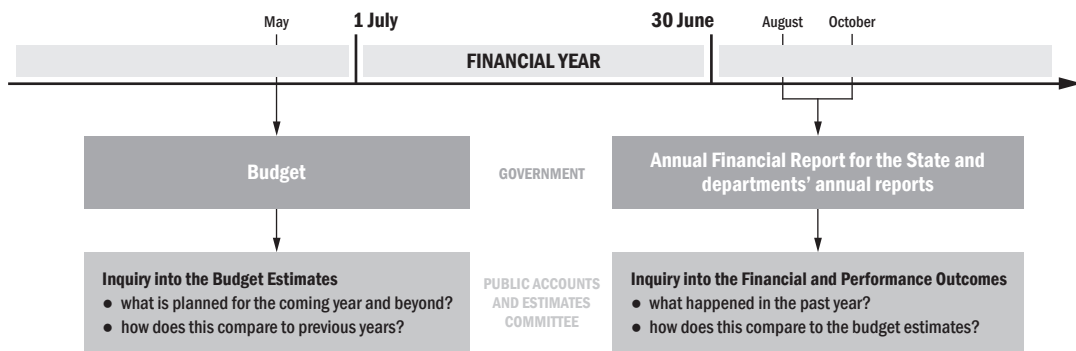 May
1 July
30 June
August
October
FINANCIAL YEAR
Budget
GOVERNMENT
Annual Financial Report for the State and
departments’ annual reports
Inquiry into the Budget Estimates
● what is planned for the coming year and beyond?
● how does this compare to previous years?
PUBLIC ACCOUNTS
AND ESTIMATES
COMMITTEE
Inquiry into the Financial and Performance Outcomes
● what happened in the past year?
● how does this compare to the budget estimates?